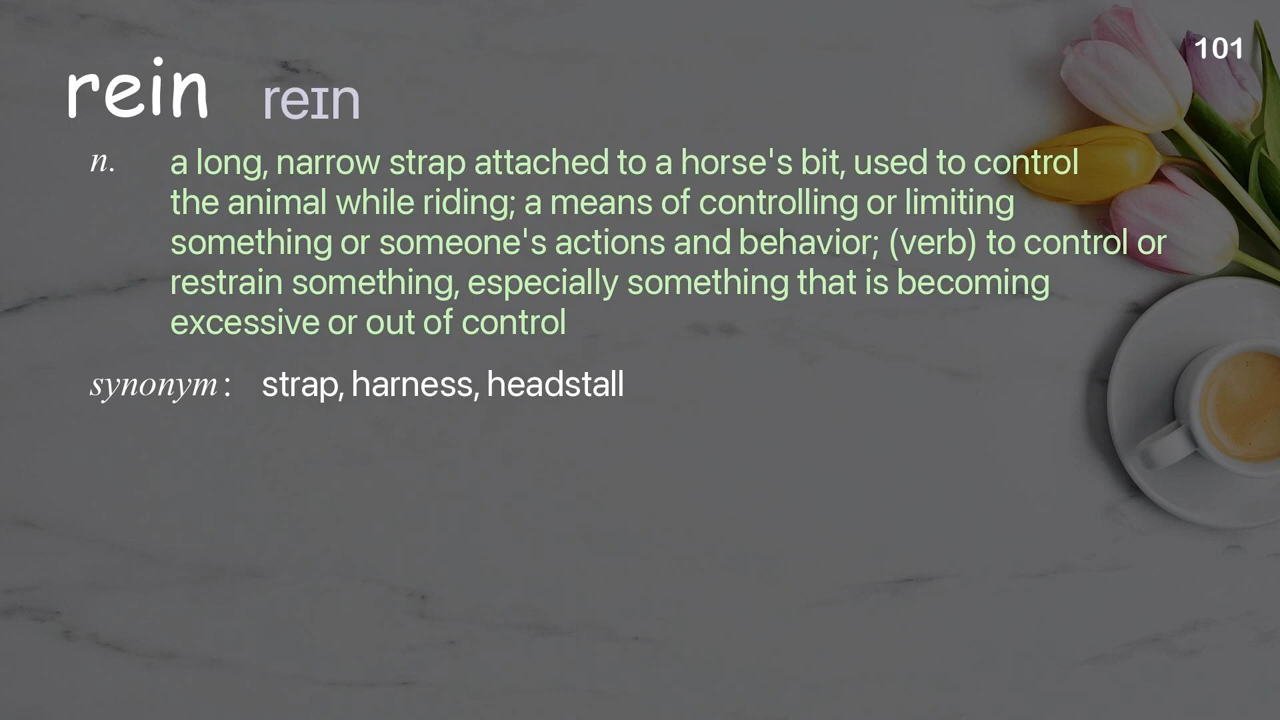 101
rein reɪn
n. a long, narrow strap attached to a horse's bit, used to control
the animal while riding; a means of controlling or limiting
something or someone's actions and behavior; (verb) to control or
restrain something, especially something that is becoming
excessive or out of control
synonym: strap, harness, headstall